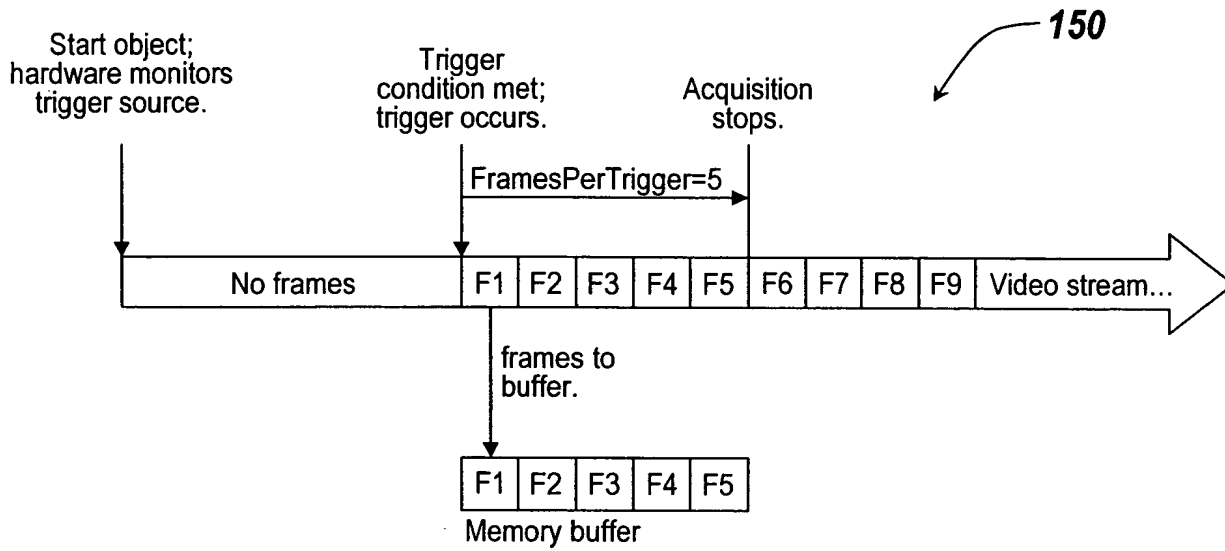 150
Start object;
hardware monitors
trigger source.
Trigger
condition met;
trigger occurs.
Acquisition
stops.
FramesPerTrigger=5
No frames F1 F2 F3 F4 F5 F6 F7 F8 F9 Video stream...
frames to
buffer.
F1 F2 F3 F4 F5
Memory buffer